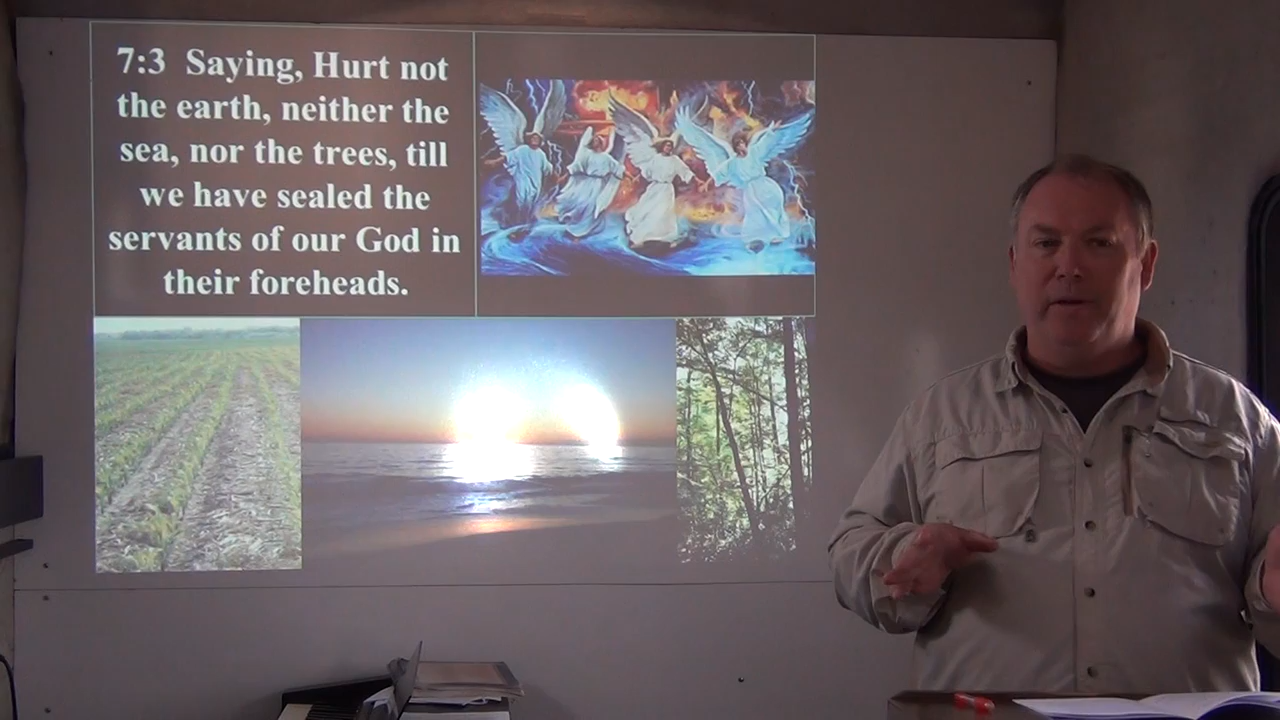 7:3 Saying, Hurt not
the earth, neither the
sea, nor the trees, till
we have sealed the
servants of our God in
their foreheads.